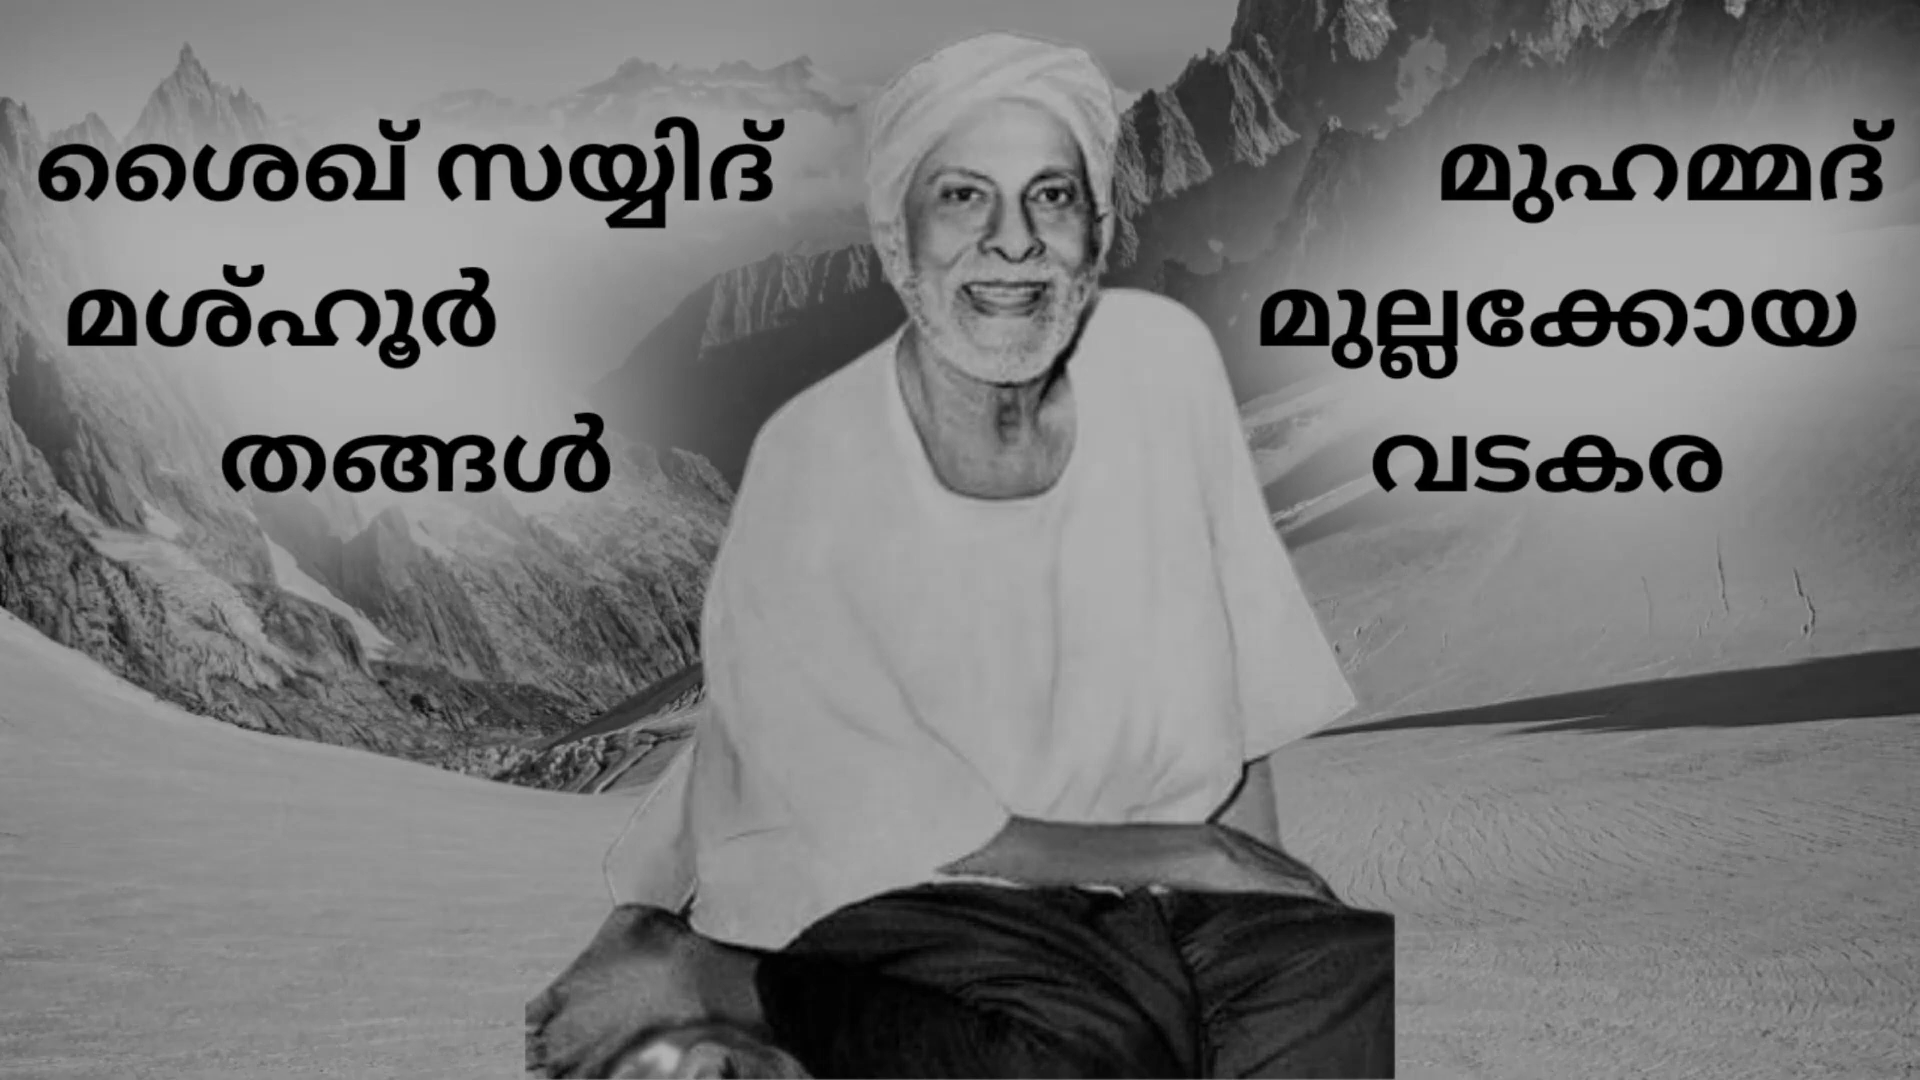 ശൈഖ് സയ്യിദ് മുഹമ്മദ്
മശ്ഹൂർ മുല്ലക്കോയ
തങ്ങൾ വടകര